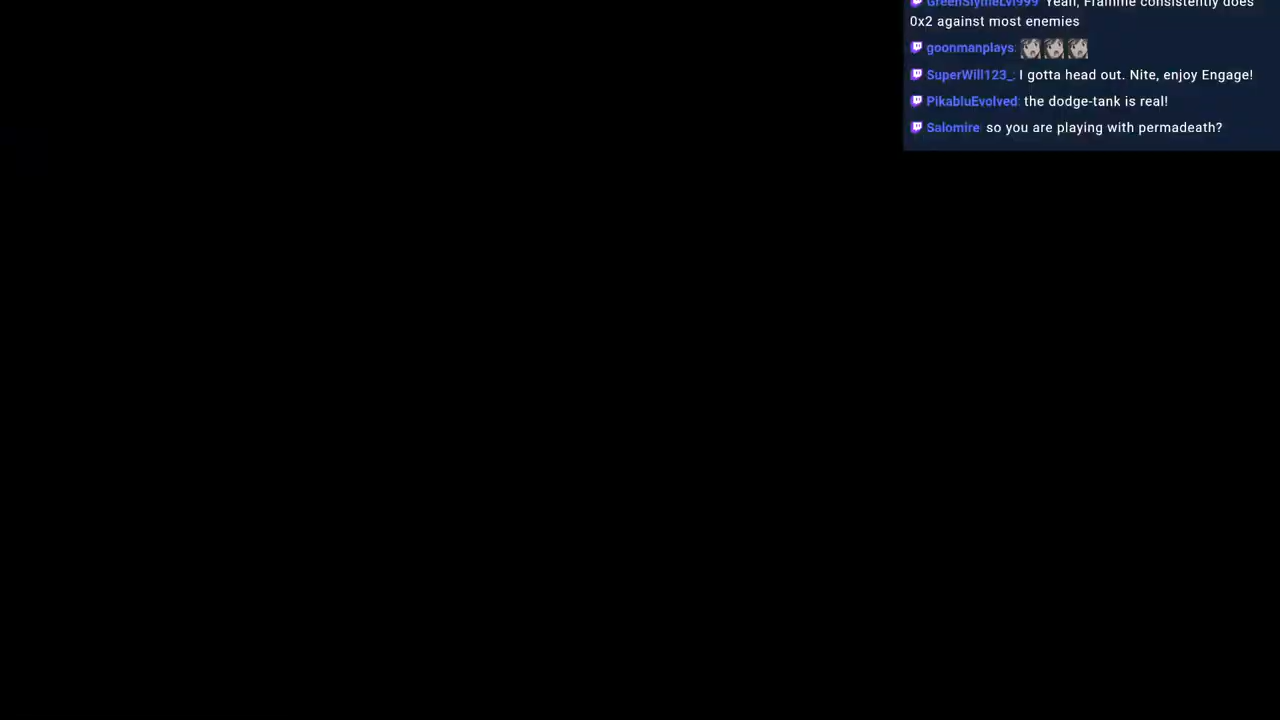 GreenSlymeLvl999 Yeah, Framme consistently does
0x2 against most enemies
goonmanplays:
SuperWill123_: I gotta head out. Nite, enjoy Engage!
PikabluEvolved: the dodge-tank is real!
Salomire so you are playing with permadeath?